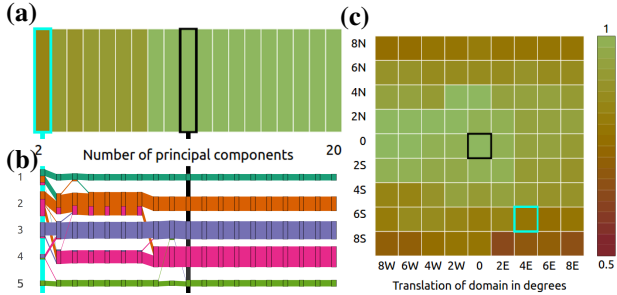 (a)
2 20
Number of principal components
(b)
1
2
3
4
5
(c)
8N
6N
4N
2N
0
2S
4S
6S
8S
8W 6W 4W 2W 0 2E 4E 6E 8E
Translation of domain in degrees
1
0.5